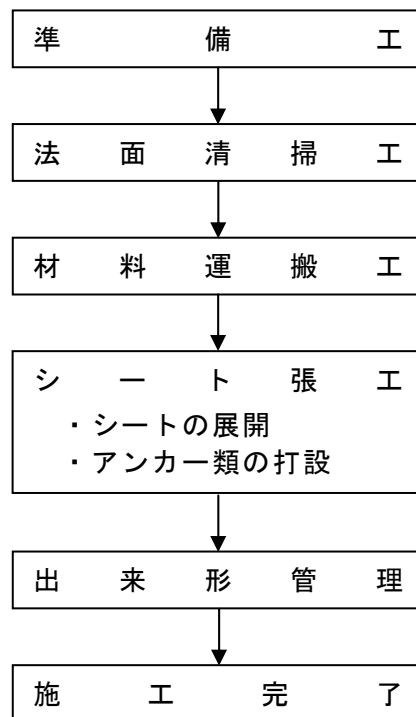 準備工
法面清掃工
材料運搬工
シート張工
・シートの展開
・アンカー類の打設
出来形管理
施工完了